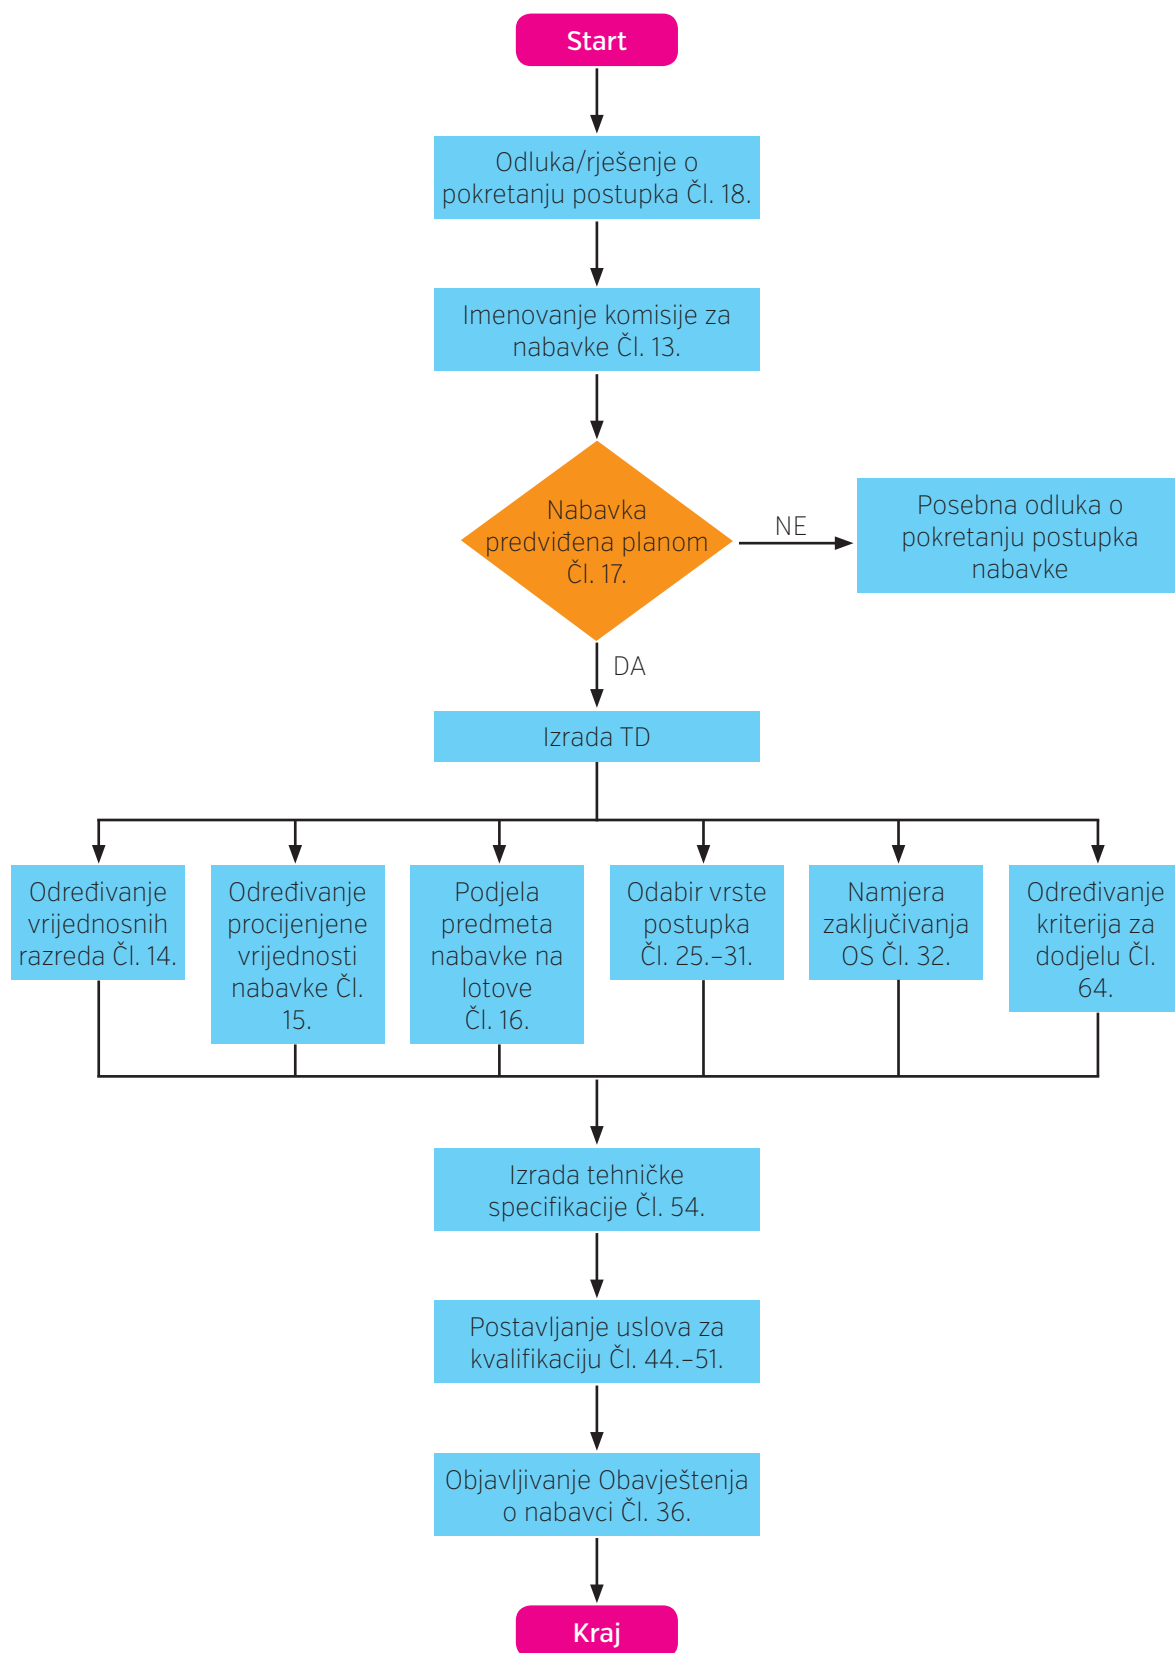 Start
Odluka/rješenje o
pokretanju postupka Čl. 18.
Imenovanje komisije za
nabavke Čl. 13.
Nabavka
predviđena planom
Čl. 17.
NE
Posebna odluka o
pokretanju postupka
nabavke
DA
Izrada TD
Određivanje
vrijednosnih
razreda Čl. 14.
Određivanje
procijenjene
vrijednosti
nabavke Čl.
15.
Podjela
predmeta
nabavke na
lotove
Čl. 16.
Odabir vrste
postupka
Čl. 25.–31.
Namjera
zaključivanja
OS Čl. 32.
Određivanje
kriterija za
dodjelu Čl.
64.
Izrada tehničke
specifikacije Čl. 54.
Postavljanje uslova za
kvalifikaciju Čl. 44.–51.
Objavljivanje Obavještenja
o nabavci Čl. 36.
Kraj